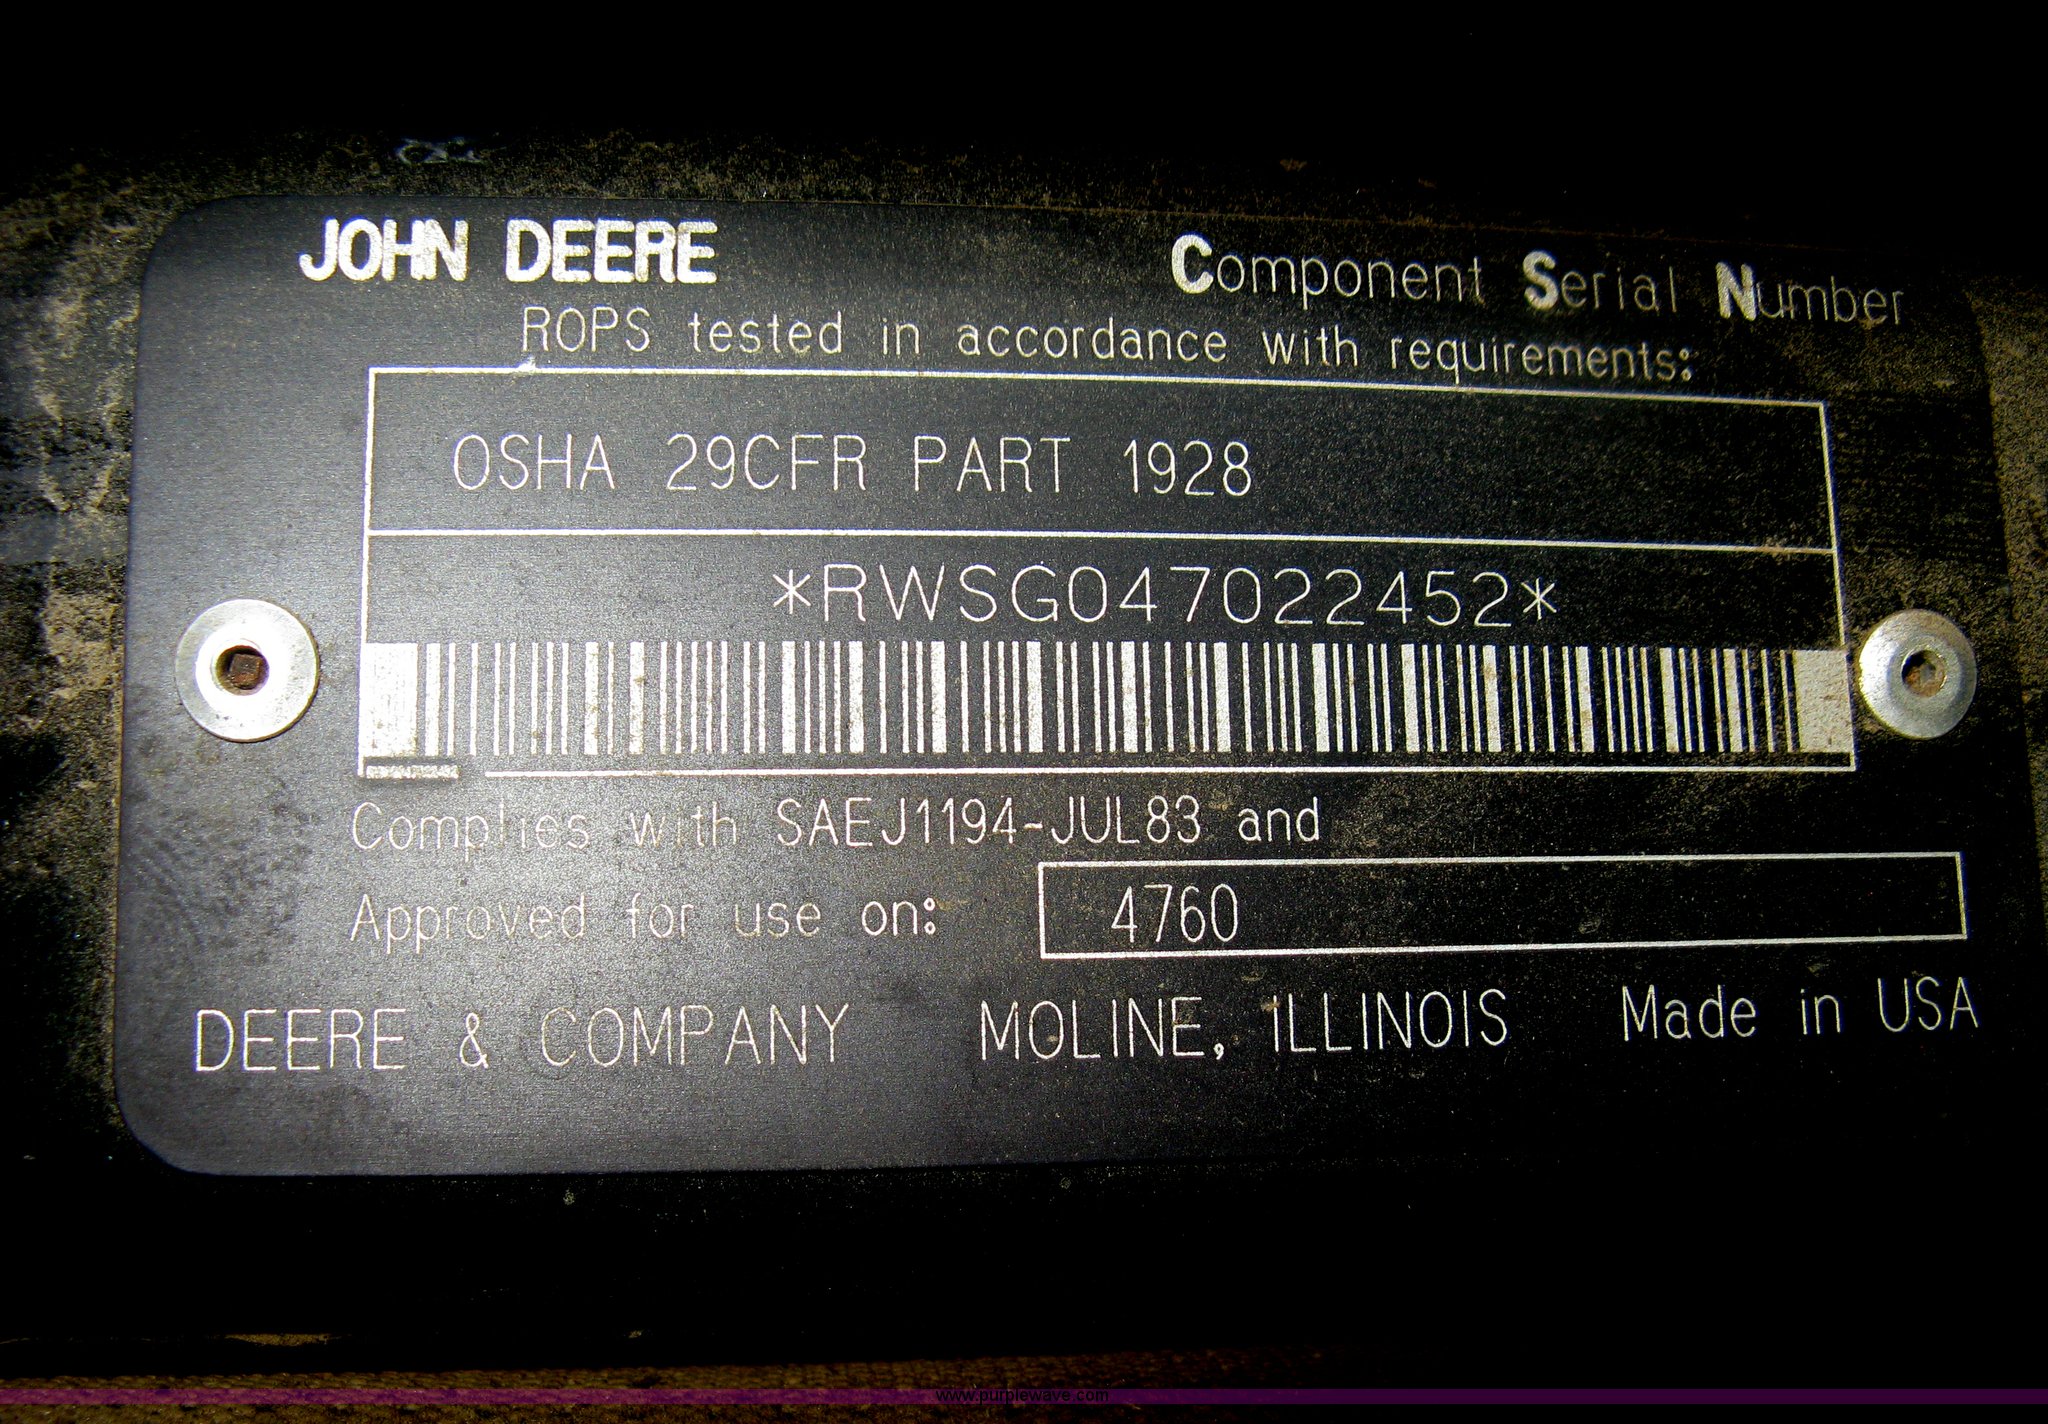 JOHN DEERE
Component Serial Number
ROPS tested in accordance with requirements:
OSHA 29CFR PART 1928
*RWSG047022452*
Complies with SAEJ1194-JUL83 and
Approved for use on: 4760
DEERE & COMPANY MOLINE, ILLINOIS Made in USA
www.purplewave.com